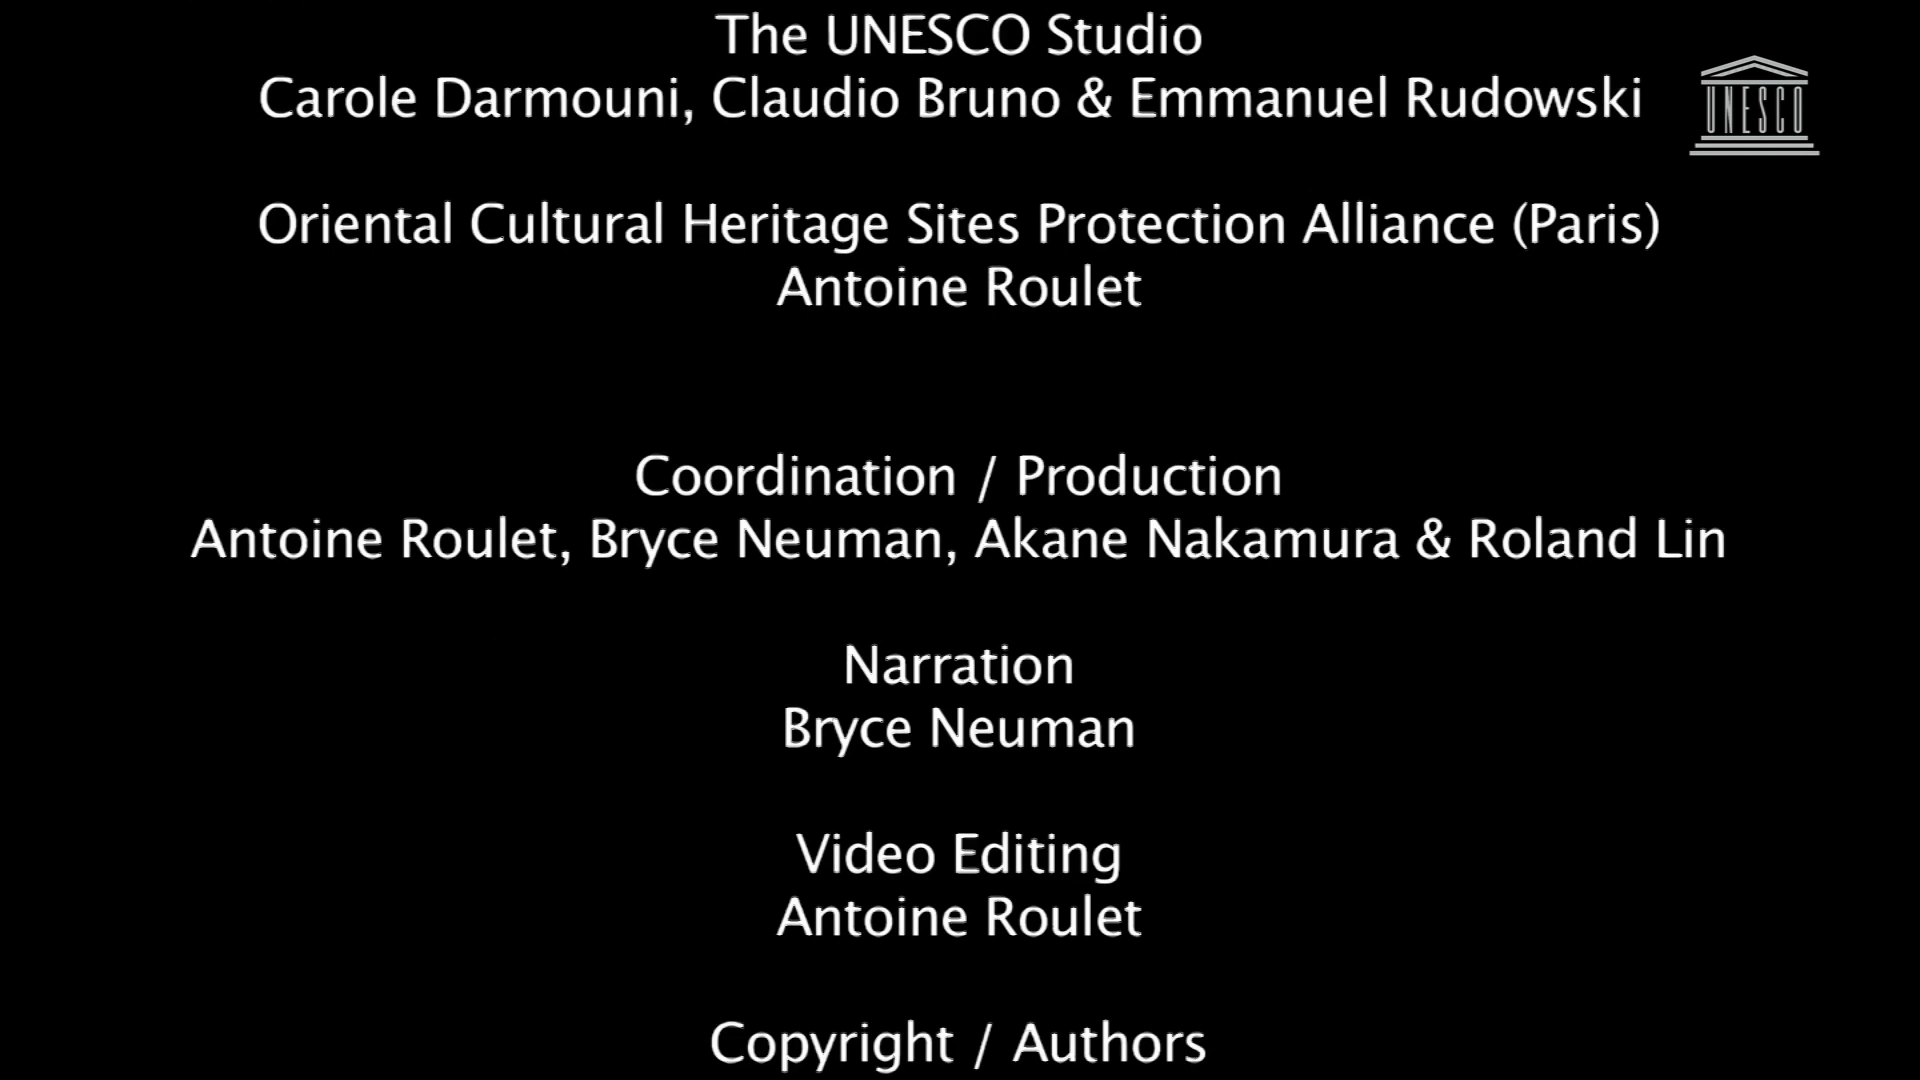 The UNESCO Studio
Carole Darmouni, Claudio Bruno & Emmanuel Rudowski
UNESCO
Oriental Cultural Heritage Sites Protection Alliance (Paris)
Antoine Roulet
Coordination / Production
Antoine Roulet, Bryce Neuman, Akane Nakamura & Roland Lin
Narration
Bryce Neuman
Video Editing
Antoine Roulet
Copyright / Authors